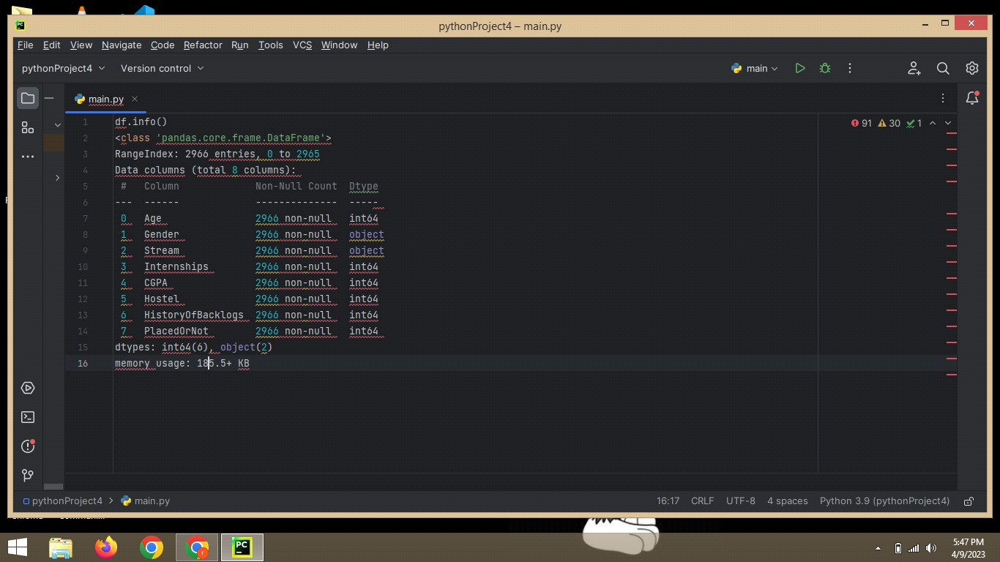 pythonProject4 – main.py
File Edit View Navigate Code Refactor Run Tools VCS Window Help
pythonProject4 Version control main
main.py
91 30 1
1 df.info()
2 <class 'pandas.core.frame.DataFrame'>
3 RangeIndex: 2966 entries, 0 to 2965
4 Data columns (total 8 columns):
5 # Column Non-Null Count Dtype
6 --- ------ -------------- -----
7 0 Age 2966 non-null int64
8 1 Gender 2966 non-null object
9 2 Stream 2966 non-null object
10 3 Internships 2966 non-null int64
11 4 CGPA 2966 non-null int64
12 5 Hostel 2966 non-null int64
13 6 HistoryOfBacklogs 2966 non-null int64
14 7 PlacedOrNot 2966 non-null int64
15 dtypes: int64(6), object(2)
16 memory usage: 185.5+ KB
pythonProject4 > main.py 16:17 CRLF UTF-8 4 spaces Python 3.9 (pythonProject4)
PC
5:47 PM
4/9/2023